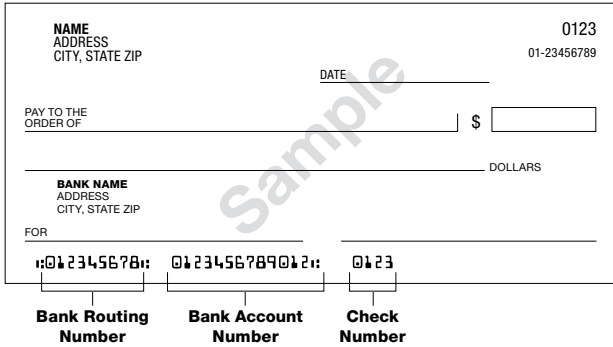 NAME
0123
ADDRESS
CITY, STATE ZIP
01-23456789
DATE
PAY TO THE
ORDER OF
$
Sample
DOLLARS
BANK NAME
ADDRESS
CITY, STATE ZIP
FOR
⑆012345678⑆ 0123456789012⑆ 0123
Bank Routing Number
Bank Account Number
Check Number